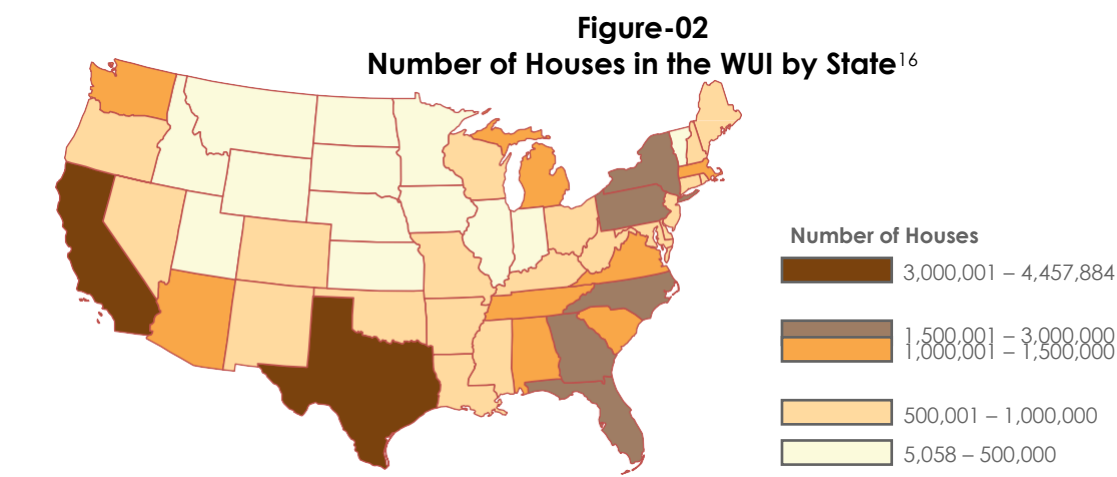 Figure-02
Number of Houses in the WUI by State16
Number of Houses
3,000,001 – 4,457,884
1,500,001 – 3,000,000
1,000,001 – 1,500,000
500,001 – 1,000,000
5,058 – 500,000